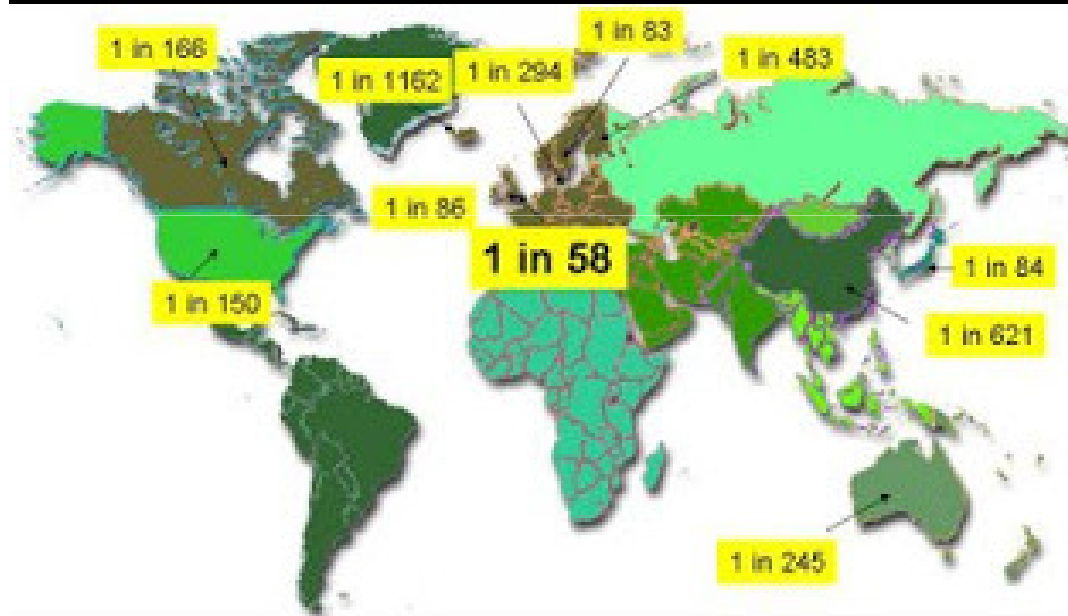 1 in 83
1 in 166
1 in 1162
1 in 294
1 in 483
1 in 86
1 in 58
1 in 84
1 in 150
1 in 621
1 in 245